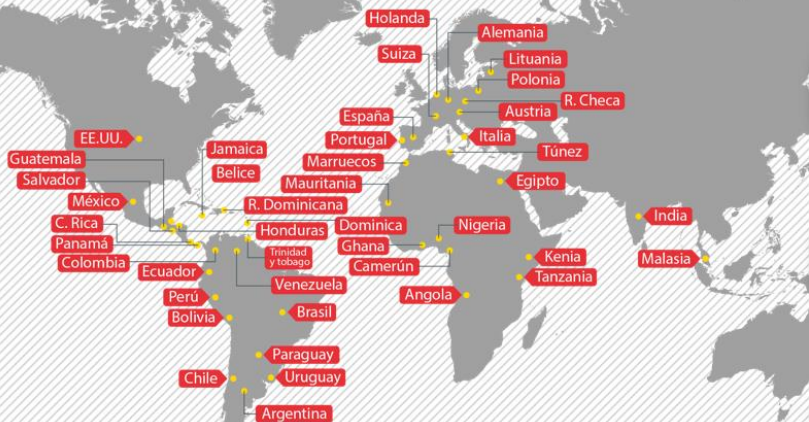 Holanda
Alemania
Suiza
Lituania
Polonia
R. Checa
España
Austria
EE.UU.
Portugal
Italia
Jamaica
Túnez
Guatemala
Marruecos
Belice
Salvador
Mauritania
Egipto
México
R. Dominicana
India
C. Rica
Dominica
Nigeria
Honduras
Panamá
Ghana
Trinidad
y tobago
Kenia
Malasia
Colombia
Camerún
Ecuador
Tanzania
Venezuela
Perú
Angola
Bolivia
Brasil
Paraguay
Chile
Uruguay
Argentina